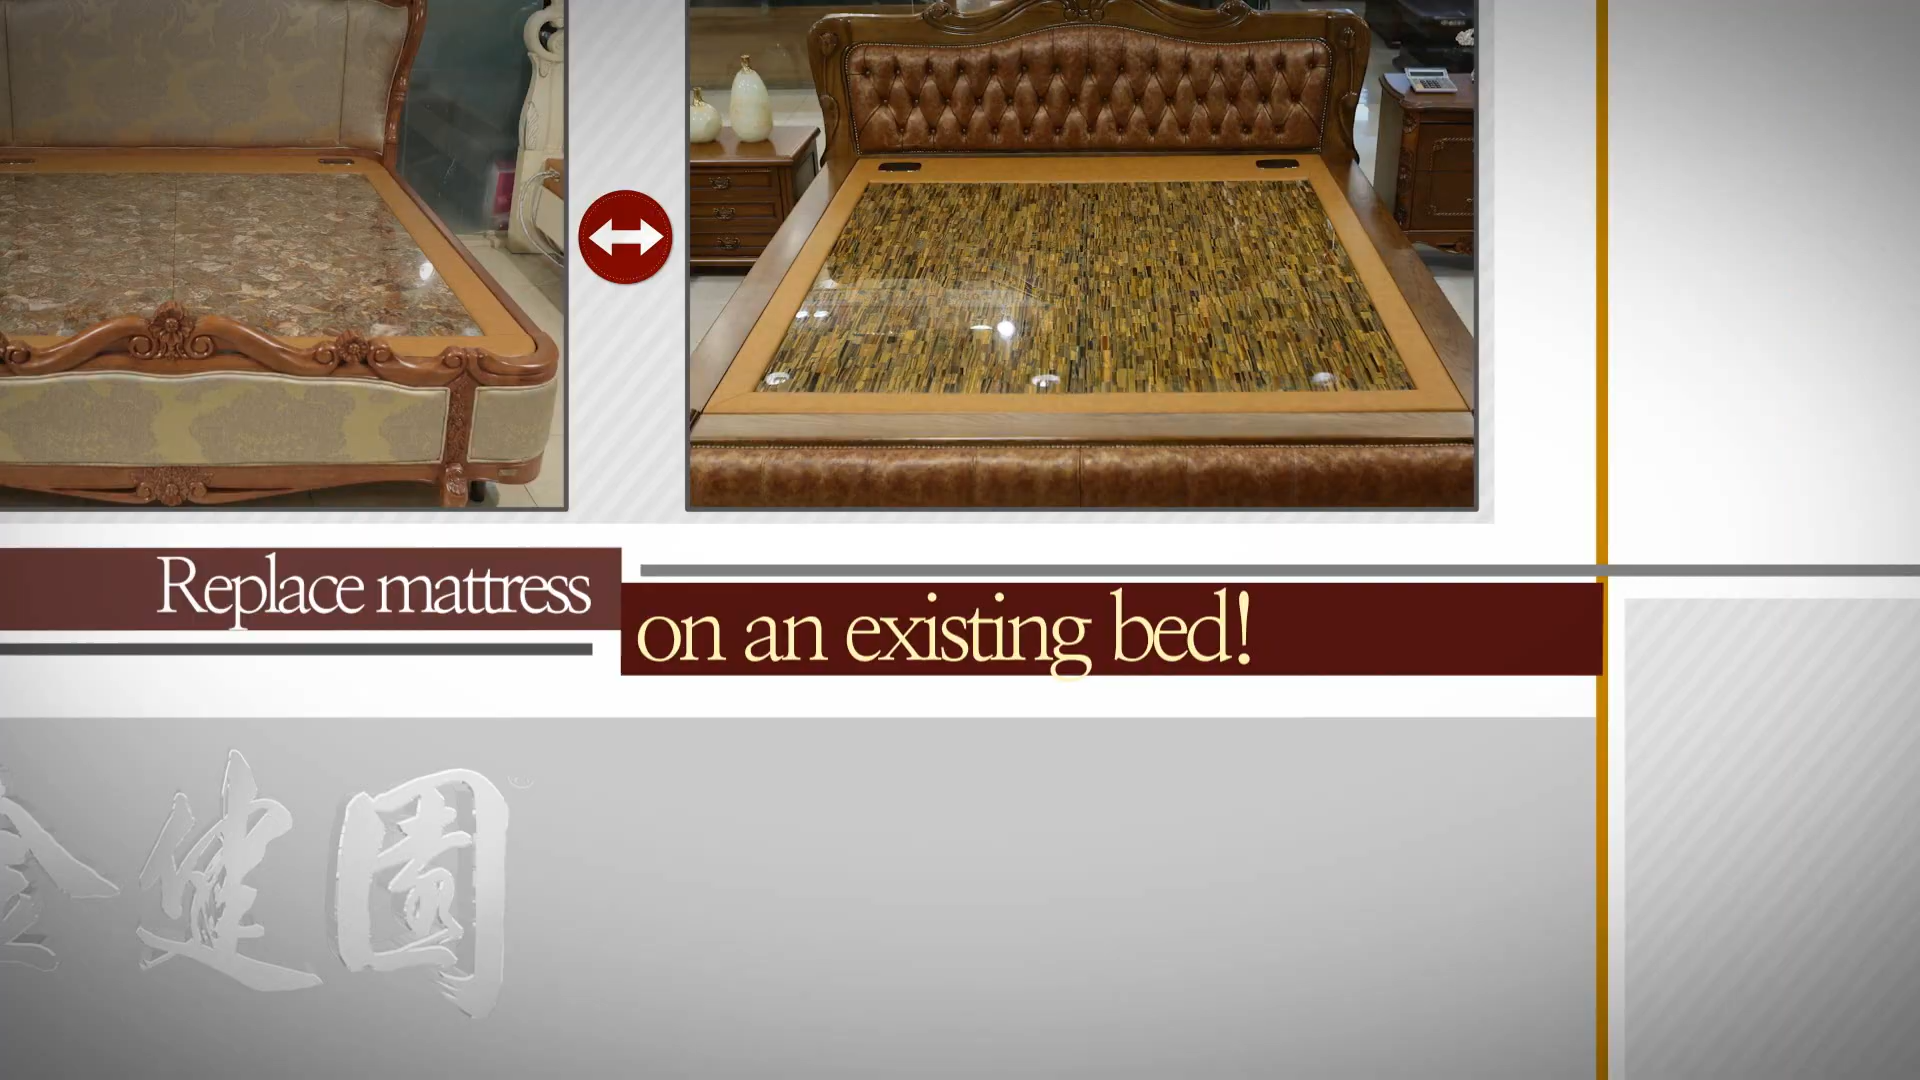 Replace mattress
on an existing bed!
健園